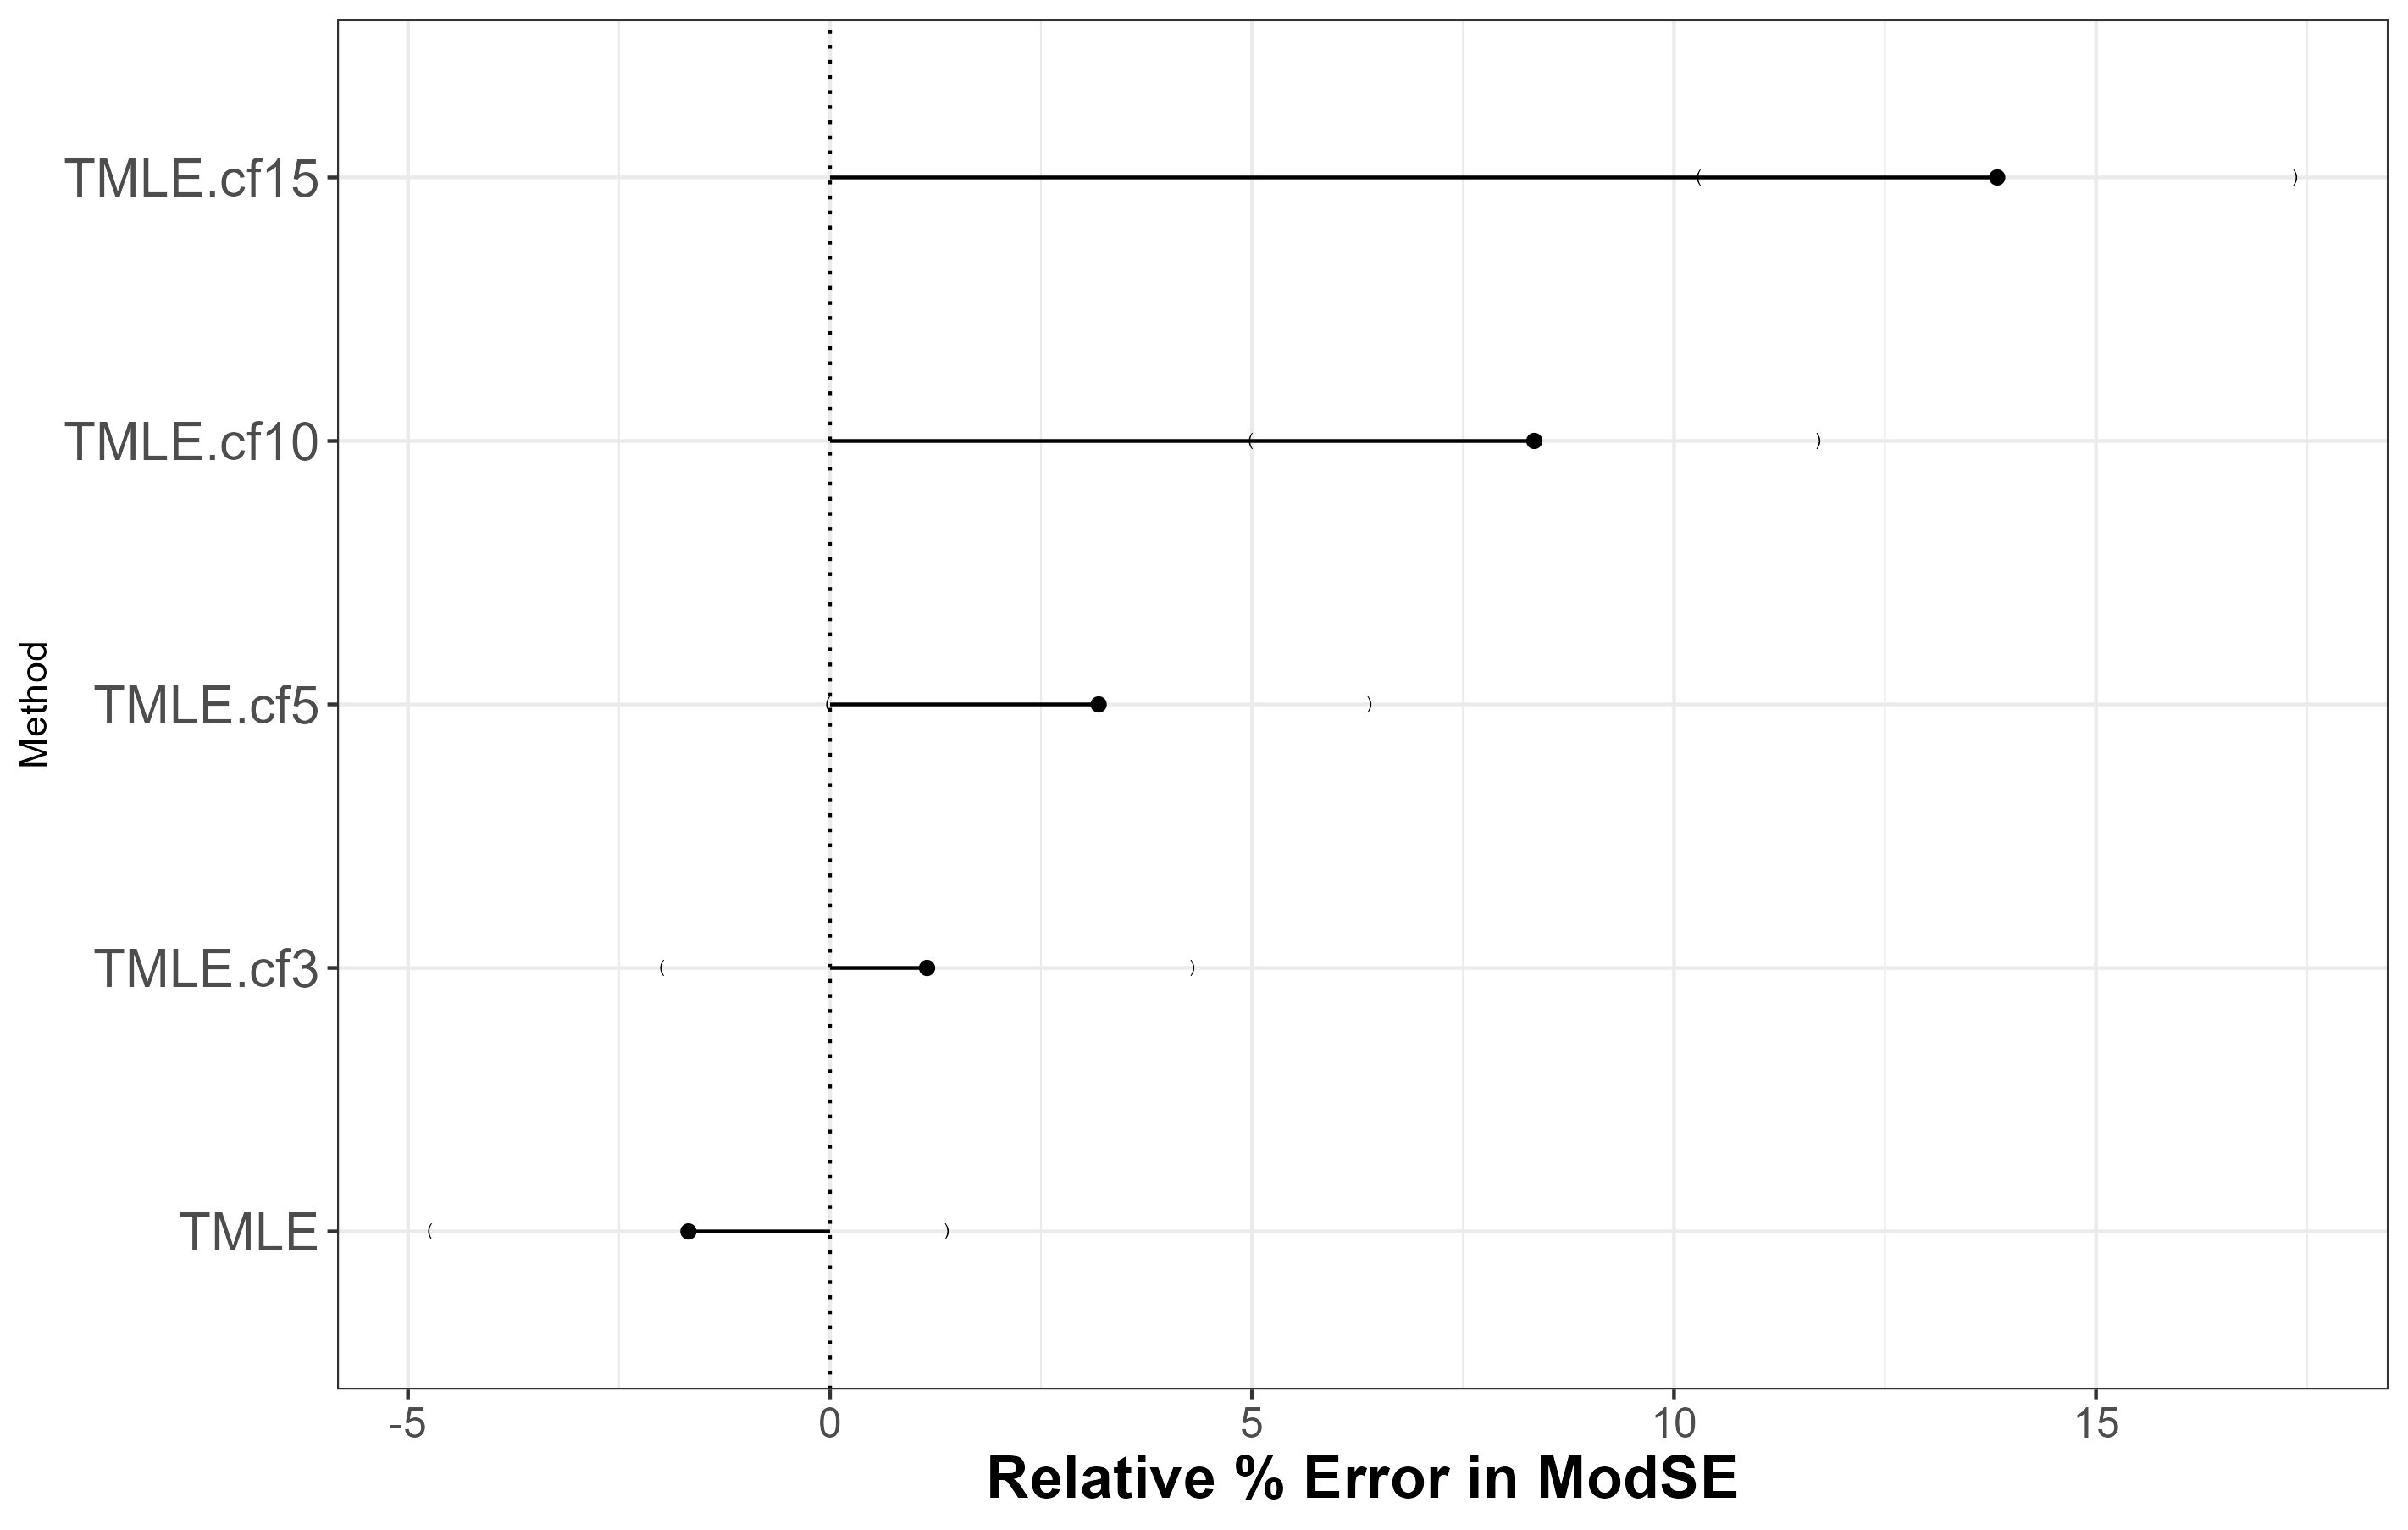 Method
TMLE.cf15
( )
TMLE.cf10
( )
TMLE.cf5
( )
TMLE.cf3
( )
TMLE
( )
-5 0 5 10 15
Relative % Error in ModSE